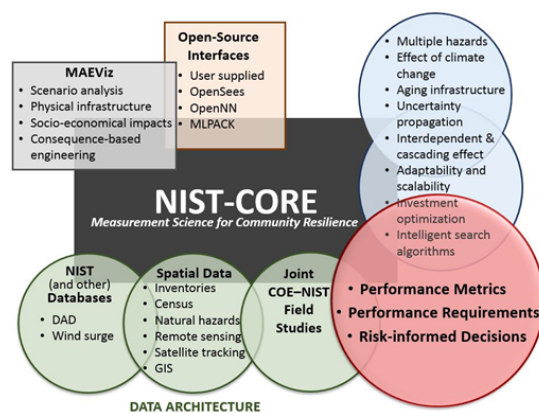 Open-Source
Interfaces
• User supplied
• OpenSees
• OpenNN
• MLPACK
MAEViz
• Scenario analysis
• Physical infrastructure
• Socio-economical impacts
• Consequence-based
engineering
• Multiple hazards
• Effect of climate
change
• Aging infrastructure
• Uncertainty
propagation
• Interdependent &
cascading effect
• Adaptability and
scalability
• Investment
optimization
• Intelligent search
algorithms
NIST-CORE
Measurement Science for Community Resilience
NIST
(and other)
Databases
• DAD
• Wind surge
Spatial Data
• Inventories
• Census
• Natural hazards
• Remote sensing
• Satellite tracking
• GIS
Joint
COE–NIST
Field
Studies
• Performance Metrics
• Performance Requirements
• Risk-informed Decisions
DATA ARCHITECTURE